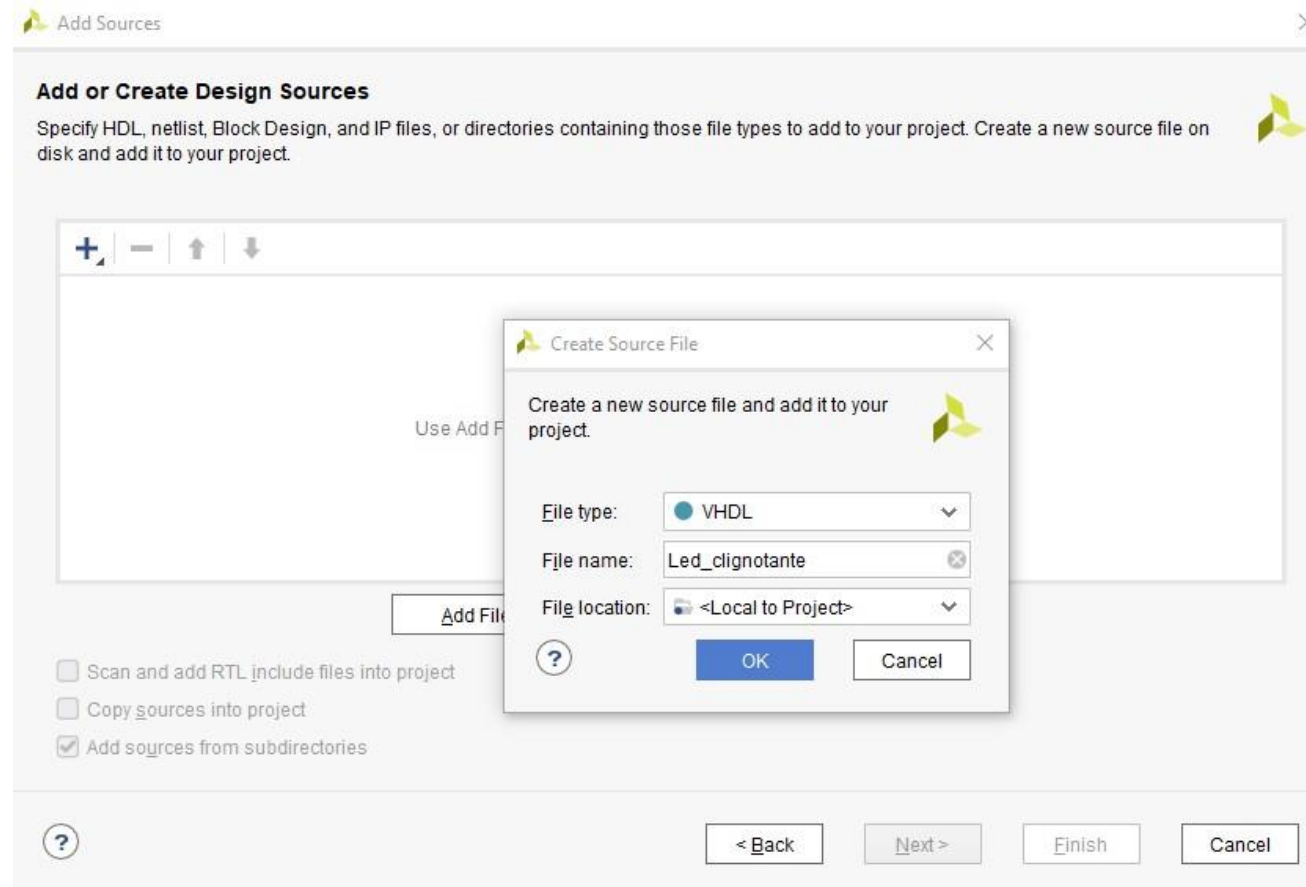 Add Sources
Add or Create Design Sources
Specify HDL, netlist, Block Design, and IP files, or directories containing those file types to add to your project. Create a new source file on
disk and add it to your project.
Create Source File
Create a new source file and add it to your
project.
Use Add F
File type: VHDL
File name: Led_clignotante
File location: <Local to Project>
Add File
OK Cancel
Scan and add RTL include files into project
Copy sources into project
Add sources from subdirectories
? 
? < Back Next > Finish Cancel